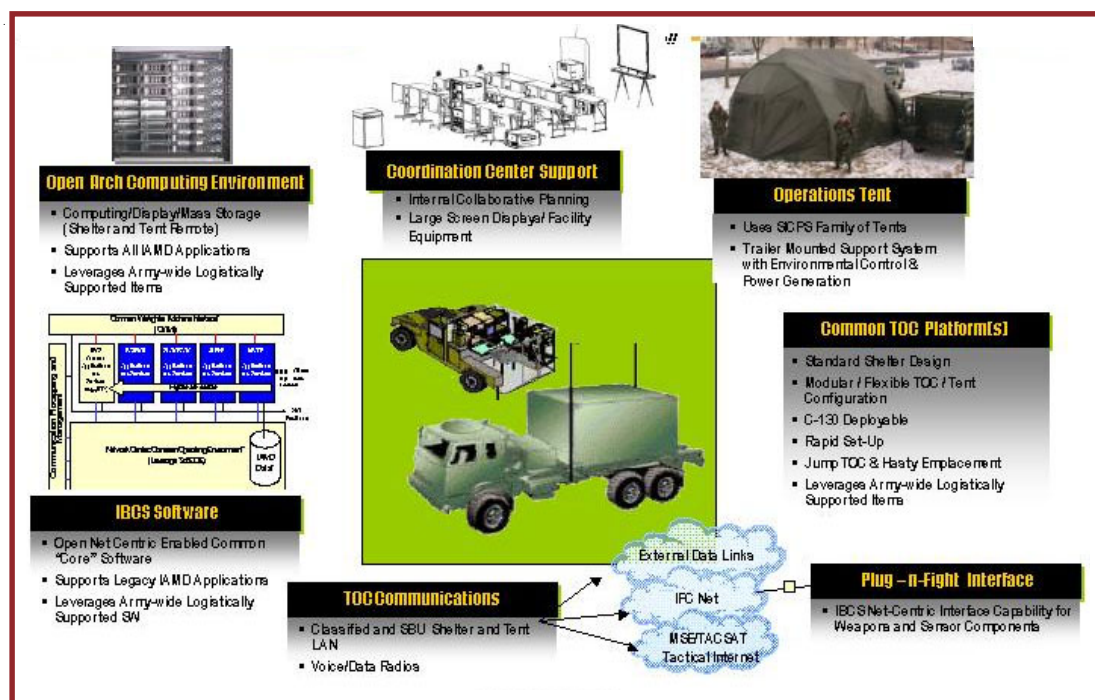 Open Arch Computing Environment
▪ Computing/Display/Mass Storage
(Shelter and Tent Remote)
▪ Supports All IAMD Applications
▪ Leverages Army-wide Logistically
Supported Items
Coordination Center Support
▪ Internal Collaborative Planning
▪ Large Screen Displays/ Facility
Equipment
Operations Tent
▪ Uses SICPS Family of Tents
▪ Trailer Mounted Support System
with Environmental Control &
Power Generation
Common TOC Platform(s)
▪ Standard Shelter Design
▪ Modular / Flexible TOC / Tent
Configuration
▪ C-130 Deployable
▪ Rapid Set-Up
▪ Jump TOC & Hasty Emplacement
▪ Leverages Army-wide Logistically
Supported Items
Communication Processing and
Management
IBCS Software
▪ Open Net Centric Enabled Common
“Core” Software
▪ Supports Legacy IAMD Applications
▪ Leverages Army-wide Logistically
Supported SW
TOC Communications
▪ Classified and SBU Shelter and Tent
LAN
▪ Voice/Data Radios
External Data Links
IFC Net
MSE/TACSAT
Tactical Internet
Plug-n-Fight Interface
▪ IBCS Net-Centric Interface Capability for
Weapons and Sensor Components